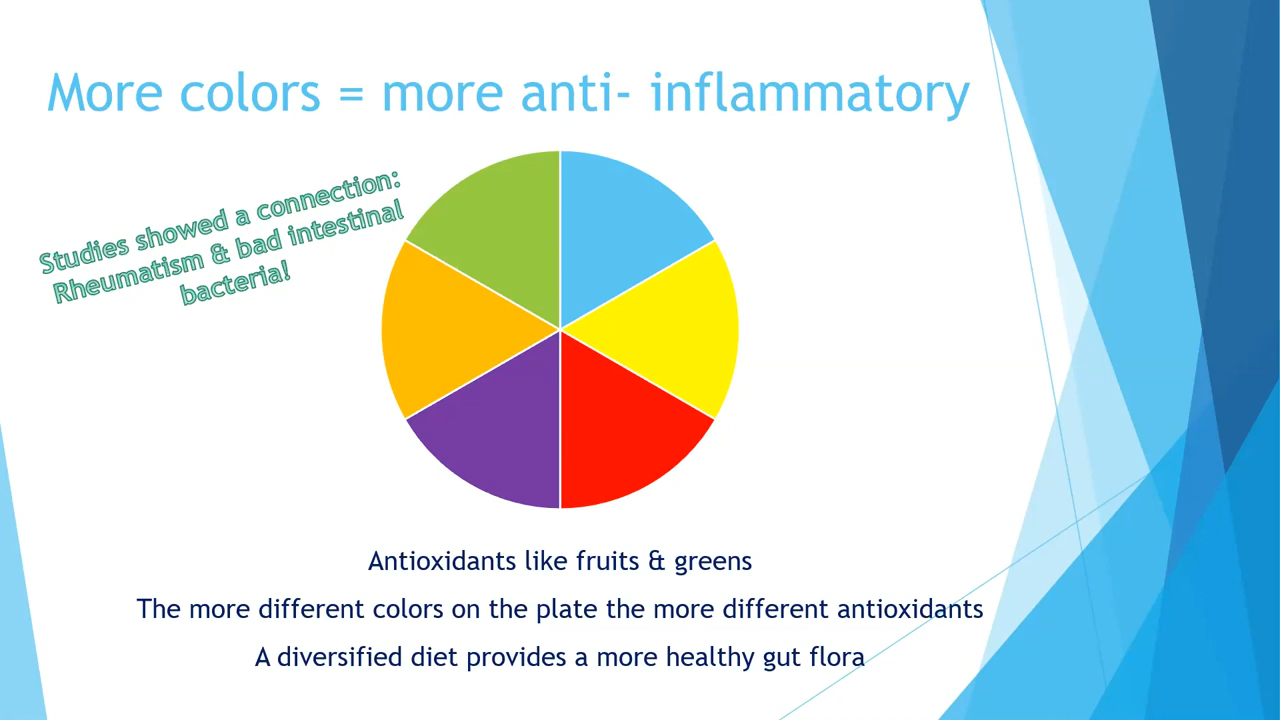 More colors = more anti- inflammatory
Studies showed a connection:
Rheumatism & bad intestinal
bacteria!
Antioxidants like fruits & greens
The more different colors on the plate the more different antioxidants
A diversified diet provides a more healthy gut flora